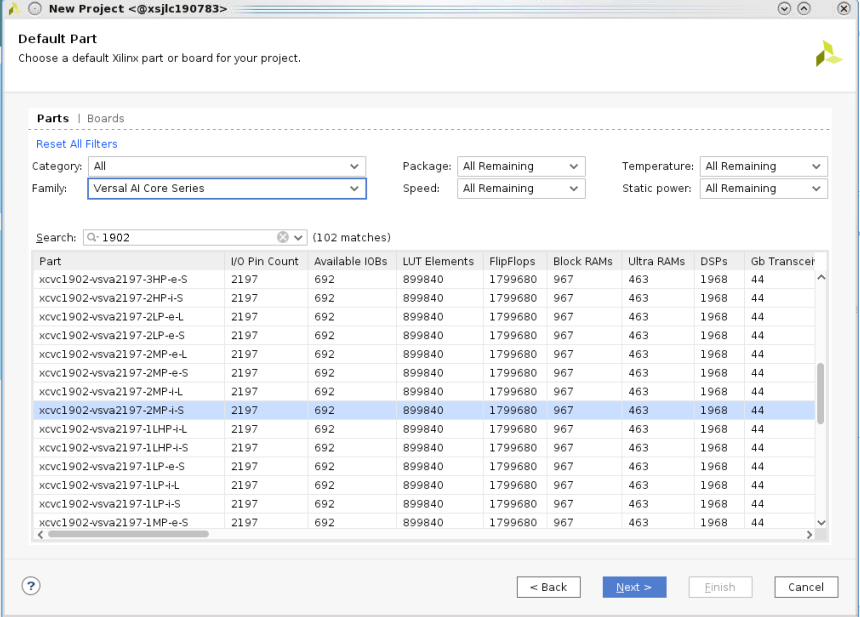 New Project <@xsjlc190783>
Default Part
Choose a default Xilinx part or board for your project.
Parts | Boards
Reset All Filters
Category: All Package: All Remaining Temperature: All Remaining
Family: Versal AI Core Series Speed: All Remaining Static power: All Remaining
Search: 1902 (102 matches)
Part I/O Pin Count Available IOBs LUT Elements FlipFlops Block RAMs Ultra RAMs DSPs Gb Transcei
xcvc1902-vsva2197-3HP-e-S 2197 692 899840 1799680 967 463 1968 44
xcvc1902-vsva2197-2HP-i-S 2197 692 899840 1799680 967 463 1968 44
xcvc1902-vsva2197-2LP-e-L 2197 692 899840 1799680 967 463 1968 44
xcvc1902-vsva2197-2LP-e-S 2197 692 899840 1799680 967 463 1968 44
xcvc1902-vsva2197-2MP-e-L 2197 692 899840 1799680 967 463 1968 44
xcvc1902-vsva2197-2MP-e-S 2197 692 899840 1799680 967 463 1968 44
xcvc1902-vsva2197-2MP-i-L 2197 692 899840 1799680 967 463 1968 44
xcvc1902-vsva2197-2MP-i-S 2197 692 899840 1799680 967 463 1968 44
xcvc1902-vsva2197-1LHP-i-L 2197 692 899840 1799680 967 463 1968 44
xcvc1902-vsva2197-1LHP-i-S 2197 692 899840 1799680 967 463 1968 44
xcvc1902-vsva2197-1LP-e-S 2197 692 899840 1799680 967 463 1968 44
xcvc1902-vsva2197-1LP-i-L 2197 692 899840 1799680 967 463 1968 44
xcvc1902-vsva2197-1LP-i-S 2197 692 899840 1799680 967 463 1968 44
xcvc1902-vsva2197-1MP-e-S 2197 692 899840 1799680 967 463 1968 44
? < Back Next > Finish Cancel